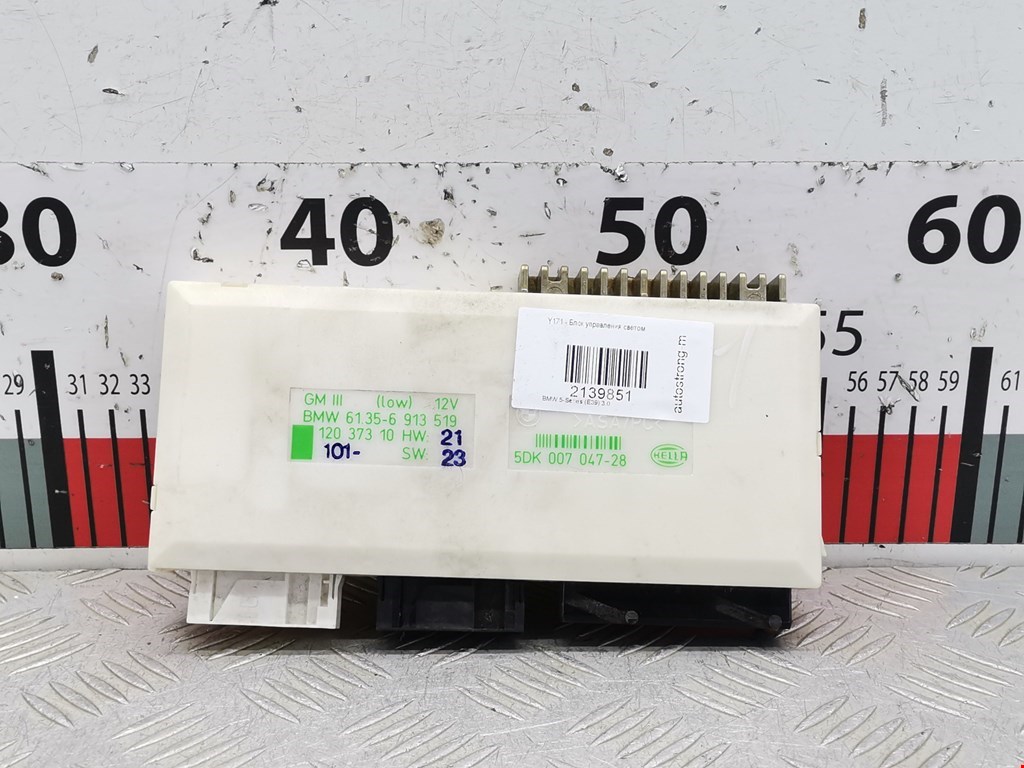 30 40 50 60
55
29 31 32 33 56 57 58 59 61
Y171 - Блок управления светом
2139851
BMW 5-Series (E39) 3.0
autostrong m
GM III (low) 12V
BMW 61.35-6 913 519
120 373 10 HW: 21
101- SW: 23
5DK 007 047-28
HELLA